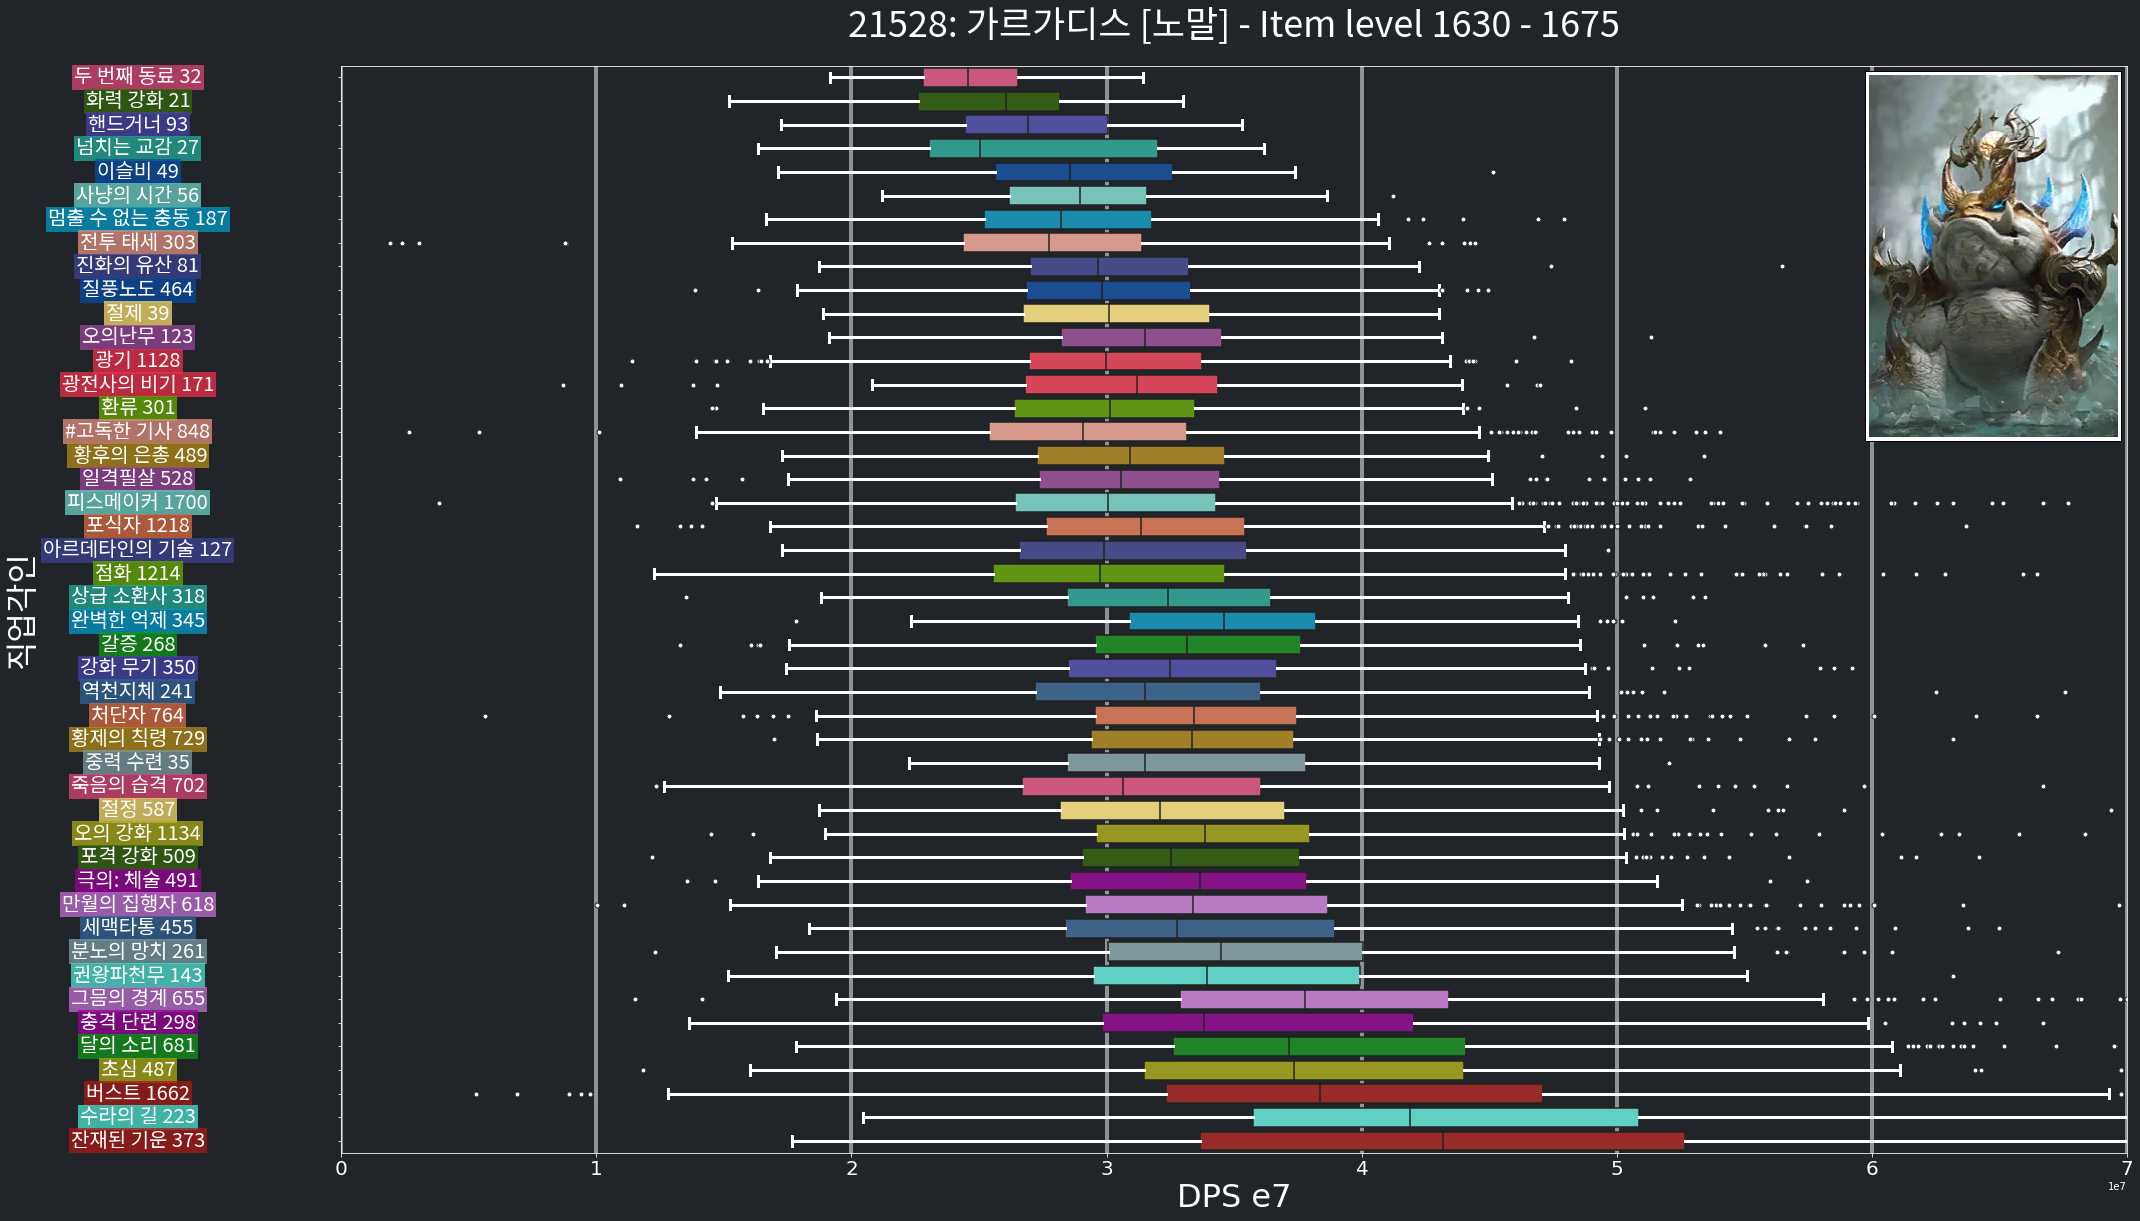 21528: 가르가디스 [노말] - Item level 1630 - 1675
두 번째 동료 32
화력 강화 21
핸드거너 93
넘치는 교감 27
이슬비 49
사냥의 시간 56
멈출 수 없는 충동 187
전투 태세 303
진화의 유산 81
질풍노도 464
절제 39
오의난무 123
광기 1128
광전사의 비기 171
환류 301
#고독한 기사 848
황후의 은총 489
일격필살 528
피스메이커 1700
포식자 1218
아르데타인의 기술 127
점화 1214
상급 소환사 318
완벽한 억제 345
갈증 268
강화 무기 350
역천지체 241
처단자 764
황제의 칙령 729
중력 수련 35
죽음의 습격 702
절정 587
오의 강화 1134
포격 강화 509
극의: 체술 491
만월의 집행자 618
세맥타통 455
분노의 망치 261
권왕파천무 143
그믐의 경계 655
충격 단련 298
달의 소리 681
초심 487
버스트 1662
수라의 길 223
잔재된 기운 373
직업각인
0 1 2 3 4 5 6 7
1e7
DPS e7